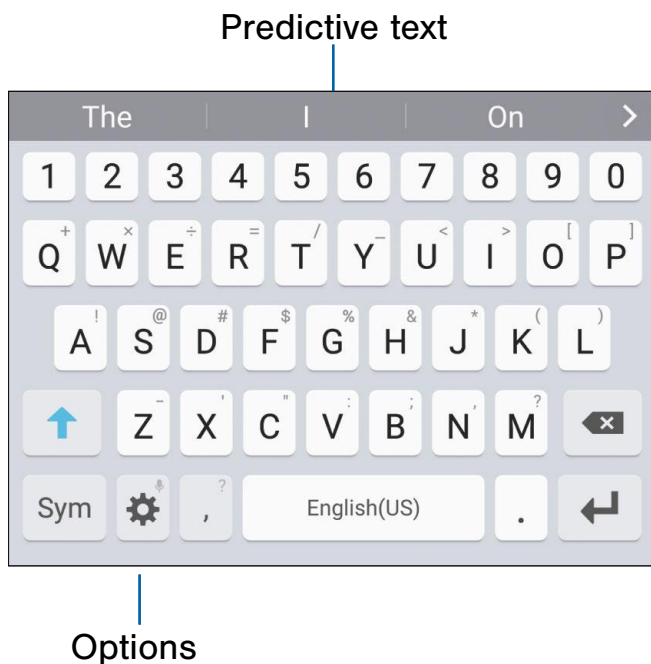 Predictive text
The I On >
1 2 3 4 5 6 7 8 9 0
+ × ÷ = / _ < > [ ]
Q W E R T Y U I O P
! @ # $ % & * ( )
A S D F G H J K L
- ' " : ; , ?
Z X C V B N M
?
Sym , English(US) .
Options